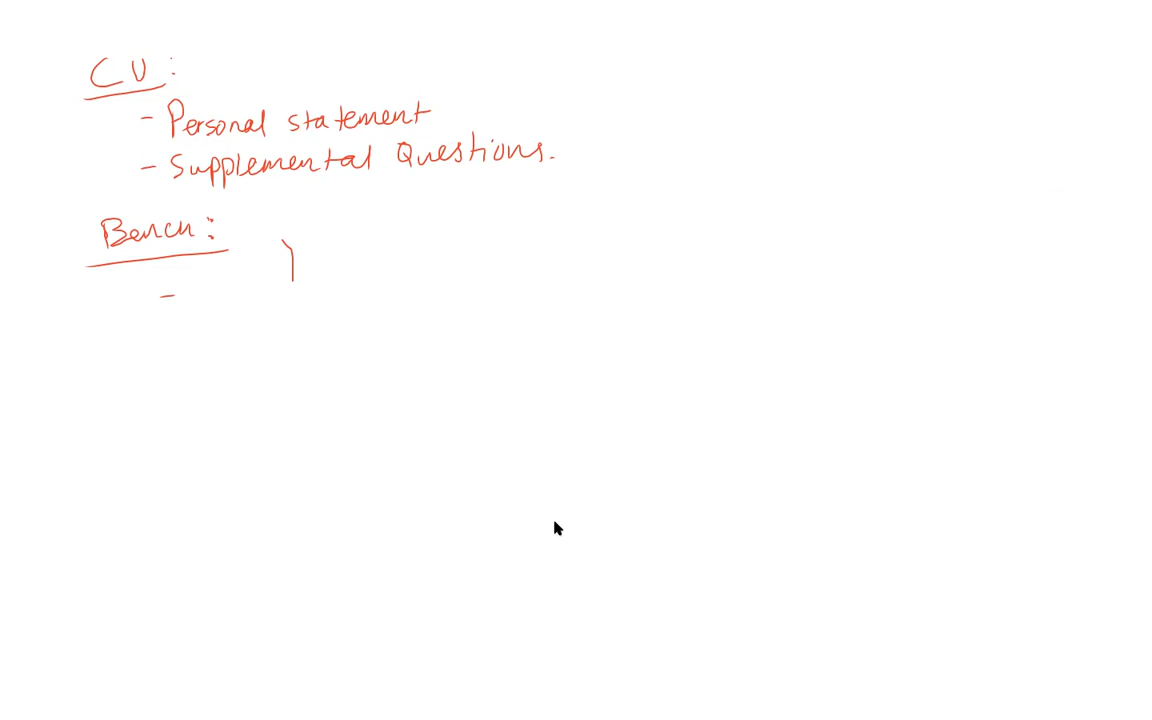 CV:
- Personal statement
- Supplemental Questions.
Bench:
-